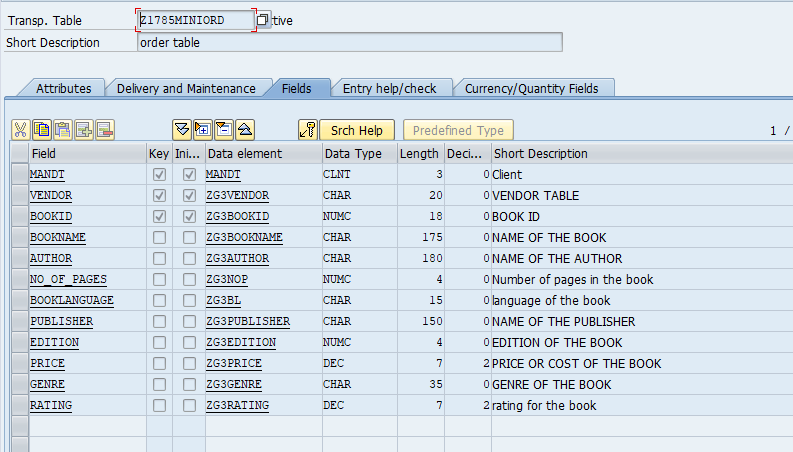 Transp. Table Z1785MINIORD tive
Short Description order table
Attributes Delivery and Maintenance Fields Entry help/check Currency/Quantity Fields
Srch Help Predefined Type 1 /
Field Key Ini... Data element Data Type Length Deci... Short Description
MANDT MANDT CLNT 3 0 Client
VENDOR ZG3VENDOR CHAR 20 0 VENDOR TABLE
BOOKID ZG3BOOKID NUMC 18 0 BOOK ID
BOOKNAME ZG3BOOKNAME CHAR 175 0 NAME OF THE BOOK
AUTHOR ZG3AUTHOR CHAR 180 0 NAME OF THE AUTHOR
NO_OF_PAGES ZG3NOP NUMC 4 0 Number of pages in the book
BOOKLANGUAGE ZG3BL CHAR 15 0 language of the book
PUBLISHER ZG3PUBLISHER CHAR 150 0 NAME OF THE PUBLISHER
EDITION ZG3EDITION NUMC 4 0 EDITION OF THE BOOK
PRICE ZG3PRICE DEC 7 2 PRICE OR COST OF THE BOOK
GENRE ZG3GENRE CHAR 35 0 GENRE OF THE BOOK
RATING ZG3RATING DEC 7 2 rating for the book